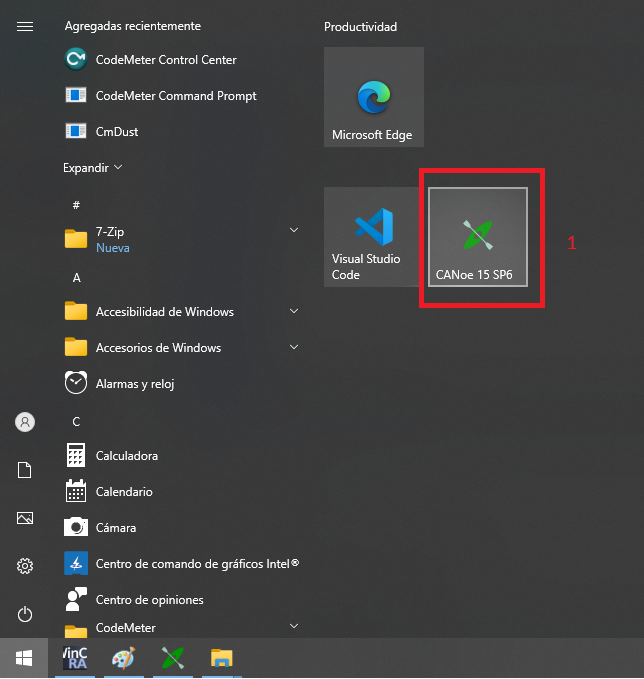 Agregadas recientemente
CodeMeter Control Center
CodeMeter Command Prompt
CmDust
Expandir
#
7-Zip
Nueva
A
Accesibilidad de Windows
Accesorios de Windows
Alarmas y reloj
C
Calculadora
Calendario
Cámara
Centro de comando de gráficos Intel®
Centro de opiniones
CodeMeter
Productividad
Microsoft Edge
Visual Studio
Code
CANoe 15 SP6
1
WinC
RA